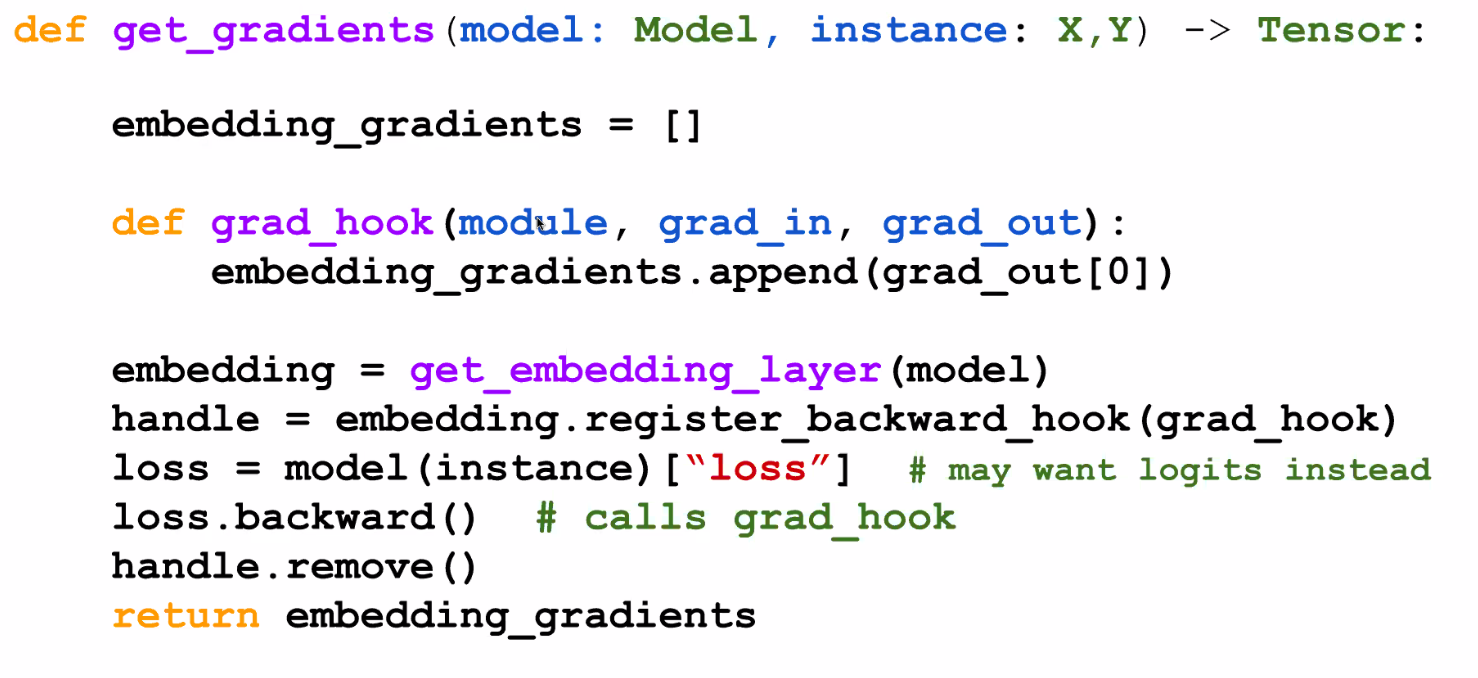 def get_gradients(model: Model, instance: X,Y) -> Tensor:
embedding_gradients = []
def grad_hook(module, grad_in, grad_out):
embedding_gradients.append(grad_out[0])
embedding = get_embedding_layer(model)
handle = embedding.register_backward_hook(grad_hook)
loss = model(instance)[“loss”] # may want logits instead
loss.backward() # calls grad_hook
handle.remove()
return embedding_gradients